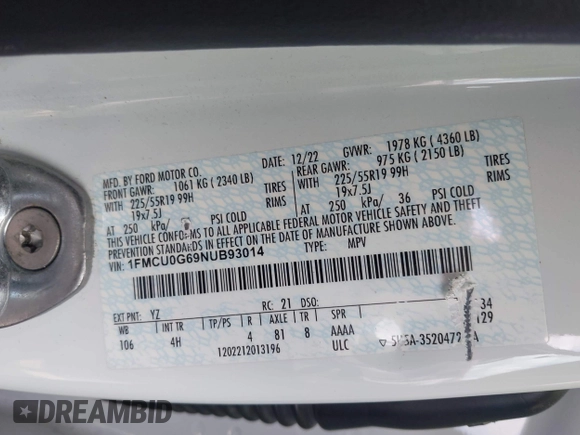 MFD. BY FORD MOTOR CO.
DATE: 12/22 GVWR: 1978 KG ( 4360 LB)
FRONT GAWR: 1061 KG ( 2340 LB)
REAR GAWR: 975 KG ( 2150 LB)
WITH 225/55R19 99H TIRES
WITH 225/55R19 99H TIRES
19x7.5J RIMS
19x7.5J RIMS
AT 250 kPa/ PSI COLD
AT 250 kPa/ 36 PSI COLD
THIS VEHICLE CONFORMS TO ALL APPLICABLE FEDERAL MOTOR VEHICLE SAFETY AND THEFT
PREVENTION STANDARDS IN EFFECT ON THE DATE OF MANUFACTURE SHOWN ABOVE.
VIN: 1FMCU0G69NUB93014
TYPE: MPV
EXT PNT: YZ RC: 21 DSO:
WB INT TR TP/PS R AXLE TR SPR
106 4H 4 81 8 AAAA
ULC
1202212013196
34
129
DREAMBID